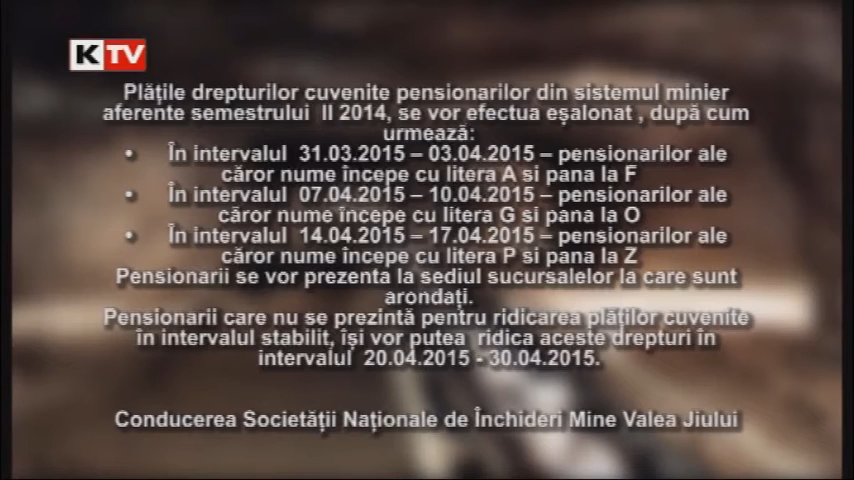 KTV
Plățile drepturilor cuvenite pensionarilor din sistemul minier
aferente semestrului II 2014, se vor efectua eșalonat , după cum
urmează:
• În intervalul 31.03.2015 – 03.04.2015 – pensionarilor ale
căror nume începe cu litera A si pana la F
• În intervalul 07.04.2015 – 10.04.2015 – pensionarilor ale
căror nume începe cu litera G si pana la O
• În intervalul 14.04.2015 – 17.04.2015 – pensionarilor ale
căror nume începe cu litera P si pana la Z
Pensionarii se vor prezenta la sediul sucursalelor la care sunt
arondați.
Pensionarii care nu se prezintă pentru ridicarea plăților cuvenite
în intervalul stabilit, își vor putea ridica aceste drepturi în
intervalul 20.04.2015 - 30.04.2015.
Conducerea Societății Naționale de Închideri Mine Valea Jiului